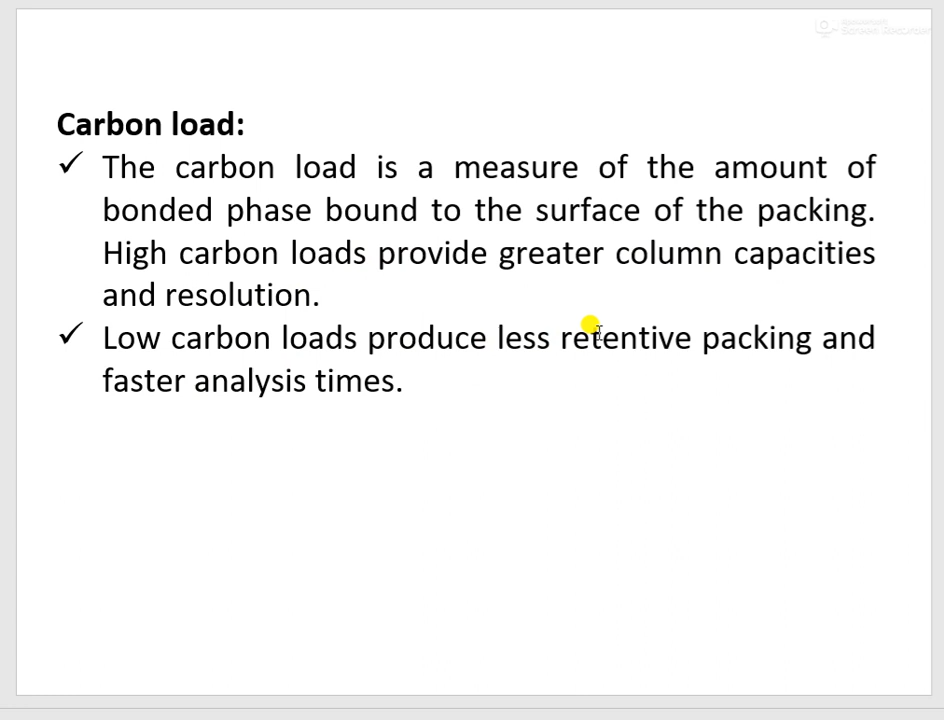 Screen Recorder
Carbon load:
✓ The carbon load is a measure of the amount of
bonded phase bound to the surface of the packing.
High carbon loads provide greater column capacities
and resolution.
✓ Low carbon loads produce less retentive packing and
faster analysis times.